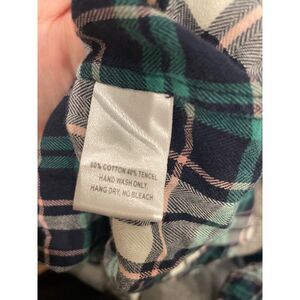 60% COTTON 40% TENCEL
HAND WASH ONLY,
HANG DRY, NO BLEACH